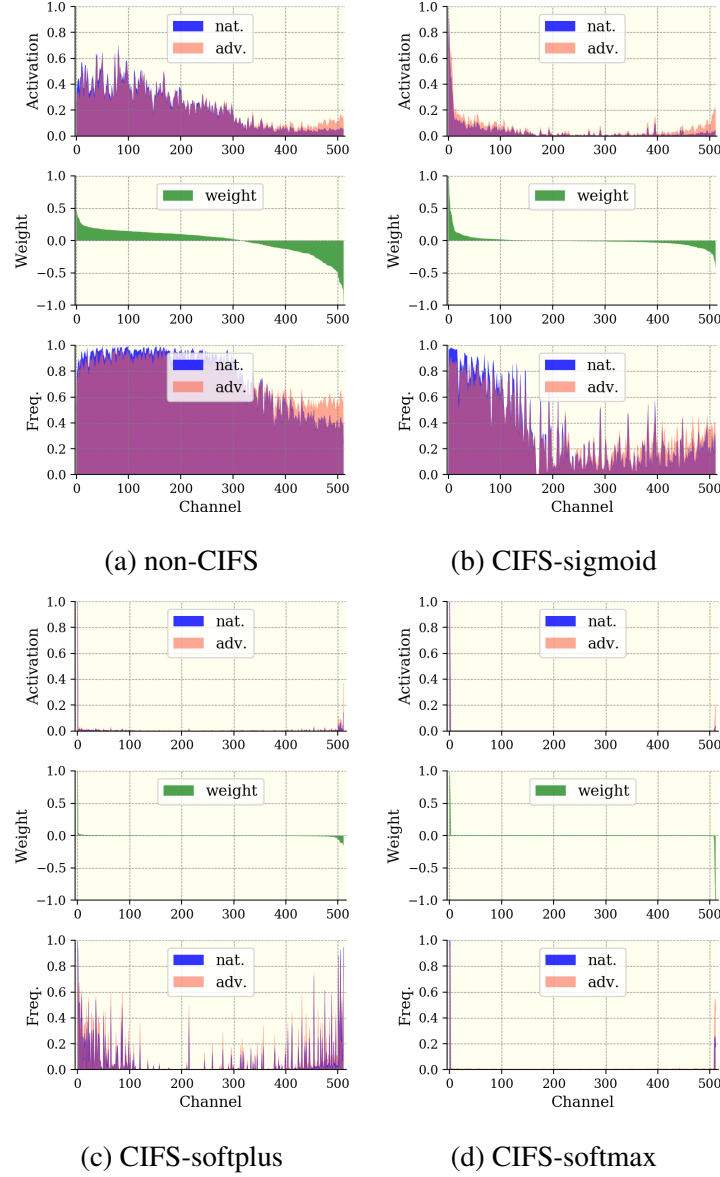 1.0
0.8
0.6
0.4
0.2
0.0
Activation
nat.
adv.
0 100 200 300 400 500
1.0
0.5
0.0
−0.5
−1.0
Weight
weight
0 100 200 300 400 500
1.0
0.8
0.6
0.4
0.2
0.0
Freq.
nat.
adv.
0 100 200 300 400 500
Channel
(a) non-CIFS
1.0
0.8
0.6
0.4
0.2
0.0
Activation
nat.
adv.
0 100 200 300 400 500
1.0
0.5
0.0
−0.5
−1.0
Weight
weight
0 100 200 300 400 500
1.0
0.8
0.6
0.4
0.2
0.0
Freq.
nat.
adv.
0 100 200 300 400 500
Channel
(b) CIFS-sigmoid
1.0
0.8
0.6
0.4
0.2
0.0
Activation
nat.
adv.
0 100 200 300 400 500
1.0
0.5
0.0
−0.5
−1.0
Weight
weight
0 100 200 300 400 500
1.0
0.8
0.6
0.4
0.2
0.0
Freq.
nat.
adv.
0 100 200 300 400 500
Channel
(c) CIFS-softplus
1.0
0.8
0.6
0.4
0.2
0.0
Activation
nat.
adv.
0 100 200 300 400 500
1.0
0.5
0.0
−0.5
−1.0
Weight
weight
0 100 200 300 400 500
1.0
0.8
0.6
0.4
0.2
0.0
Freq.
nat.
adv.
0 100 200 300 400 500
Channel
(d) CIFS-softmax